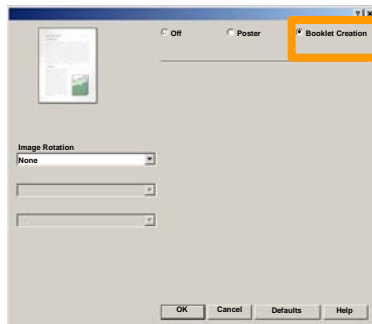 Off Poster Booklet Creation
Image Rotation
None
OK Cancel Defaults Help